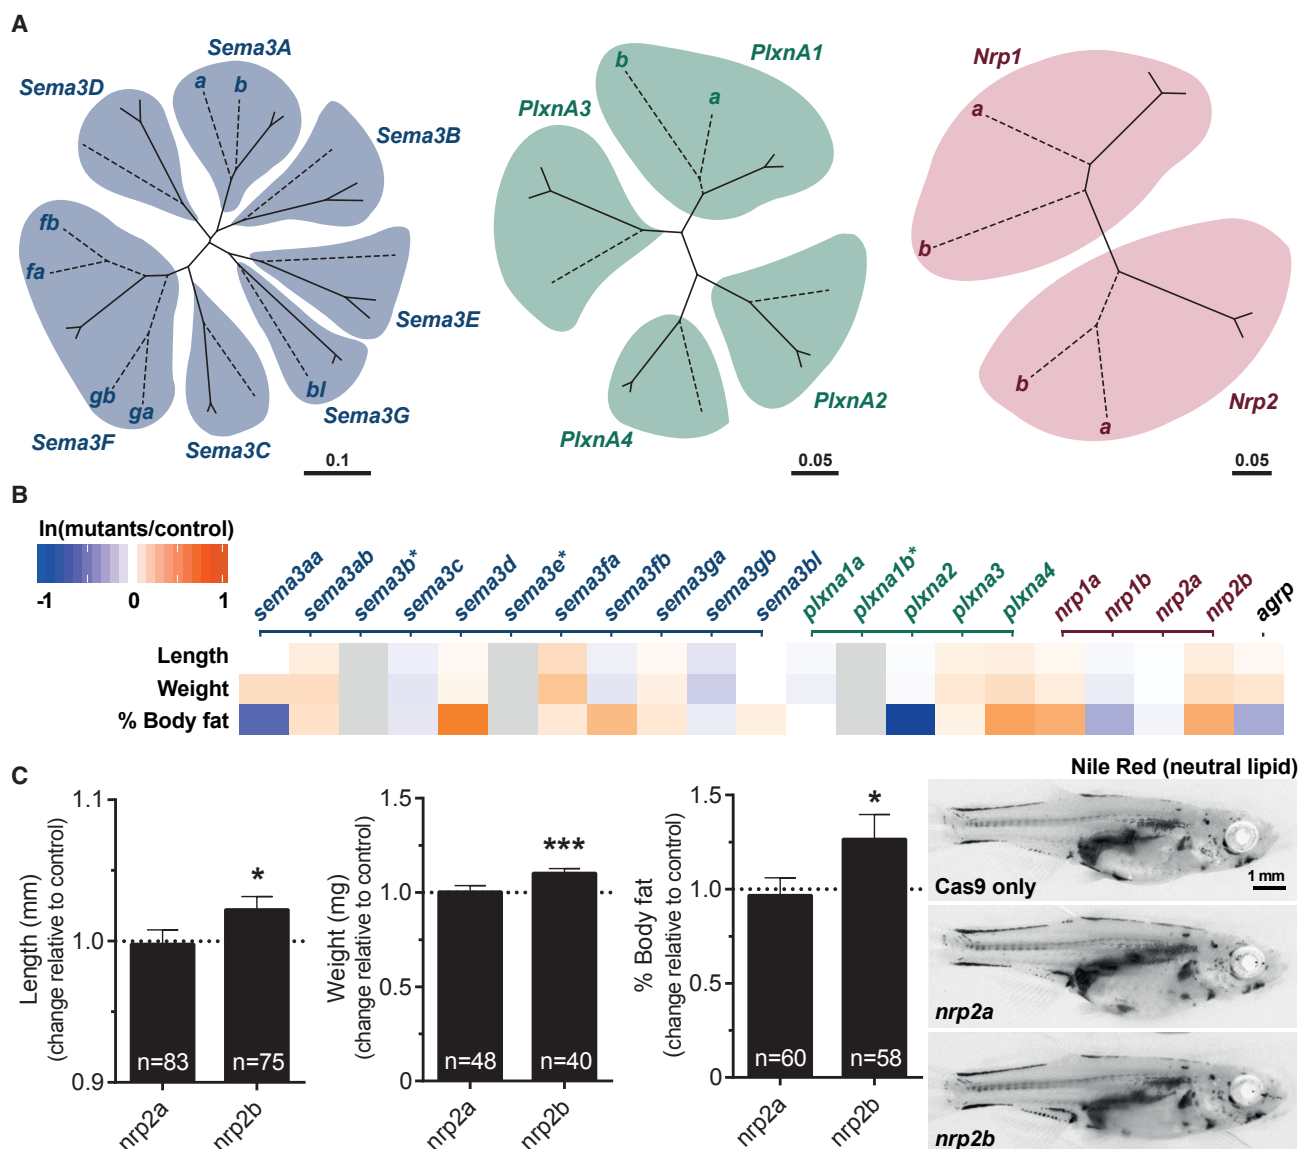 A
Sema3A
a
b
Sema3D
Sema3B
fb
fa
Sema3E
gb
ga
bl
Sema3G
Sema3F
Sema3C
0.1
PlxnA1
b
a
PlxnA3
PlxnA2
PlxnA4
0.05
Nrp1
a
b
b
a
Nrp2
0.05
B
ln(mutants/control)
-1 0 1
sema3aa sema3ab sema3b* sema3c sema3d sema3e* sema3fa sema3fb sema3ga sema3gb sema3bl plxna1a plxna1b* plxna2 plxna3 plxna4 nrp1a nrp1b nrp2a nrp2b agrp
Length
Weight
% Body fat
C
Length (mm)
(change relative to control)
1.1
1.0
0.9
*
n=83 n=75
nrp2a nrp2b
Weight (mg)
(change relative to control)
1.5
1.0
0.5
0
***
n=48 n=40
nrp2a nrp2b
% Body fat
(change relative to control)
1.5
1.0
0.5
0
*
n=60 n=58
nrp2a nrp2b
Nile Red (neutral lipid)
Cas9 only
1 mm
nrp2a
nrp2b